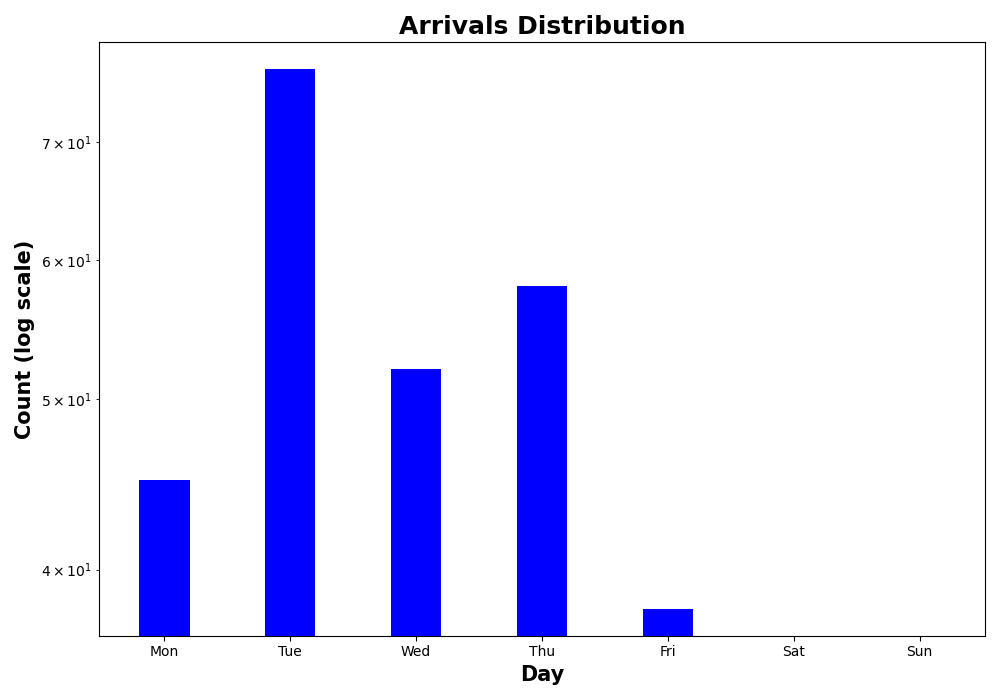 Arrivals Distribution
Count (log scale)
7 × 10¹
6 × 10¹
5 × 10¹
4 × 10¹
Mon Tue Wed Thu Fri Sat Sun
Day